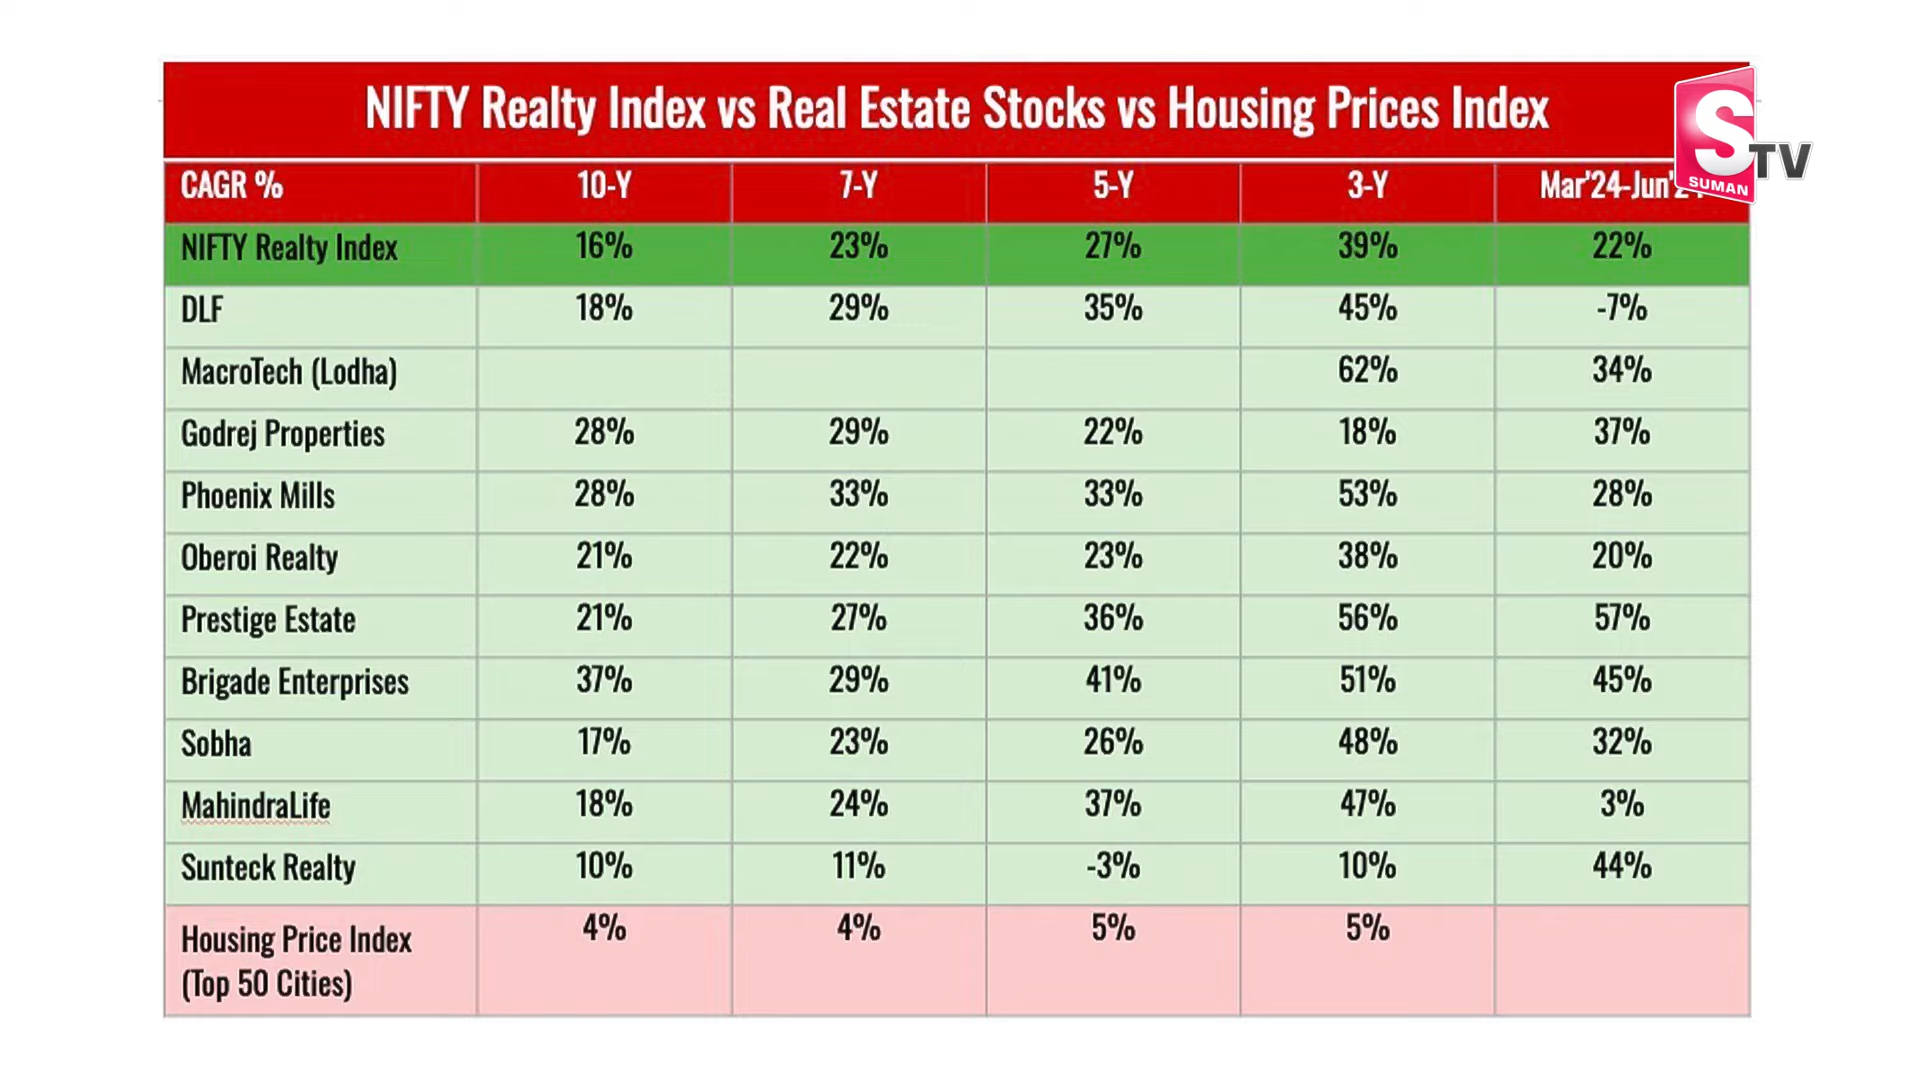 NIFTY Realty Index vs Real Estate Stocks vs Housing Prices Index
S
TV
SUMAN
CAGR % 10-Y 7-Y 5-Y 3-Y Mar'24-Jun'
NIFTY Realty Index 16% 23% 27% 39% 22%
DLF 18% 29% 35% 45% -7%
MacroTech (Lodha) 62% 34%
Godrej Properties 28% 29% 22% 18% 37%
Phoenix Mills 28% 33% 33% 53% 28%
Oberoi Realty 21% 22% 23% 38% 20%
Prestige Estate 21% 27% 36% 56% 57%
Brigade Enterprises 37% 29% 41% 51% 45%
Sobha 17% 23% 26% 48% 32%
MahindraLife 18% 24% 37% 47% 3%
Sunteck Realty 10% 11% -3% 10% 44%
Housing Price Index 4% 4% 5% 5%
(Top 50 Cities)